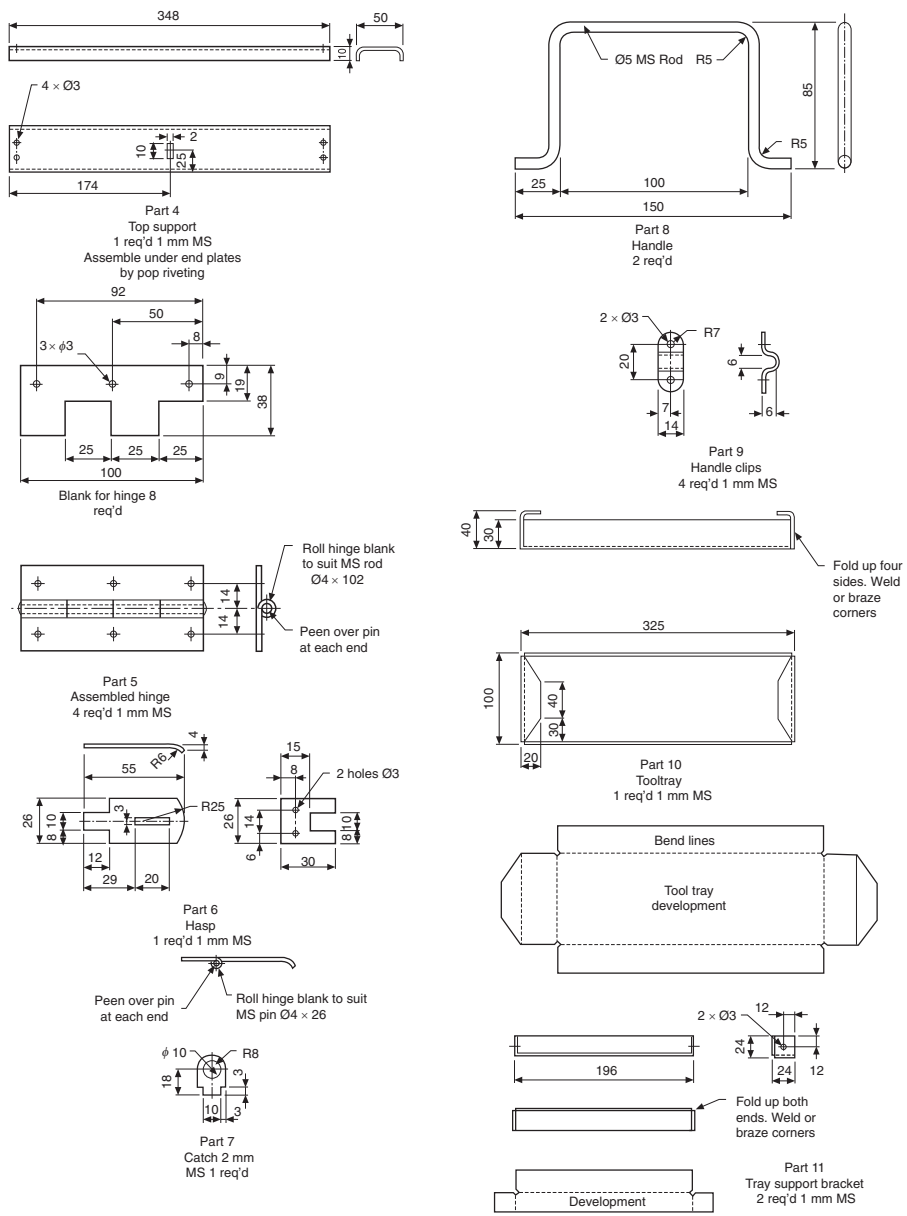 348
50
10
4 × Ø3
2
10
25
174
Part 4
Top support
1 req'd 1 mm MS
Assemble under end plates
by pop riveting
92
50
3 × ϕ3
8
9
19
38
25
25
25
100
Blank for hinge 8
req'd
Roll hinge blank
to suit MS rod
Ø4 × 102
14
14
Peen over pin
at each end
Part 5
Assembled hinge
4 req'd 1 mm MS
4
R6
55
15
8
2 holes Ø3
26
10
8
3
R25
12
29
20
26
14
6
10
8
30
Part 6
Hasp
1 req'd 1 mm MS
Peen over pin
at each end
Roll hinge blank to suit
MS pin Ø4 × 26
ϕ 10
R8
18
3
10
3
Part 7
Catch 2 mm
MS 1 req'd
Ø5 MS Rod
R5
85
R5
25
100
150
Part 8
Handle
2 req'd
2 × Ø3
R7
20
6
7
14
6
Part 9
Handle clips
4 req'd 1 mm MS
40
30
Fold up four
sides. Weld
or braze
corners
325
100
40
30
20
Part 10
Tooltray
1 req'd 1 mm MS
Bend lines
Tool tray
development
12
2 × Ø3
24
24
12
196
Fold up both
ends. Weld or
braze corners
Part 11
Tray support bracket
2 req'd 1 mm MS
Development